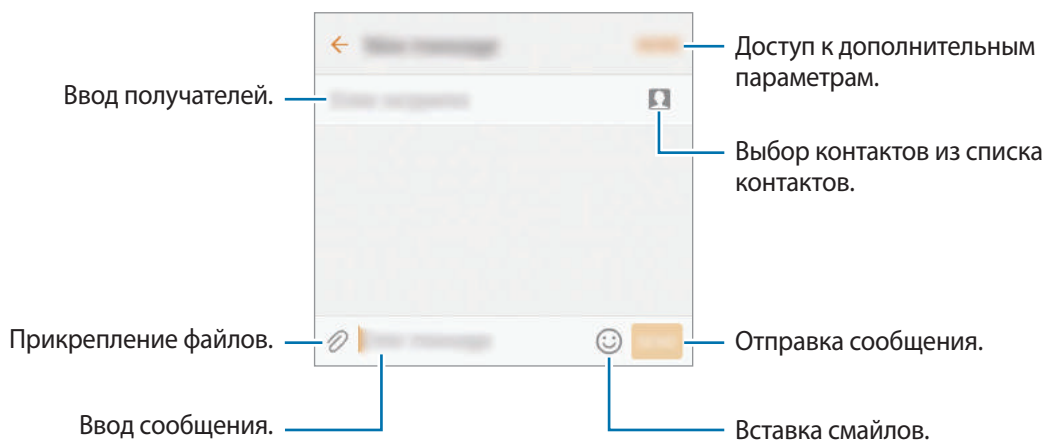 Доступ к дополнительным
параметрам.
Ввод получателей.
Выбор контактов из списка
контактов.
Прикрепление файлов.
Отправка сообщения.
Ввод сообщения.
Вставка смайлов.